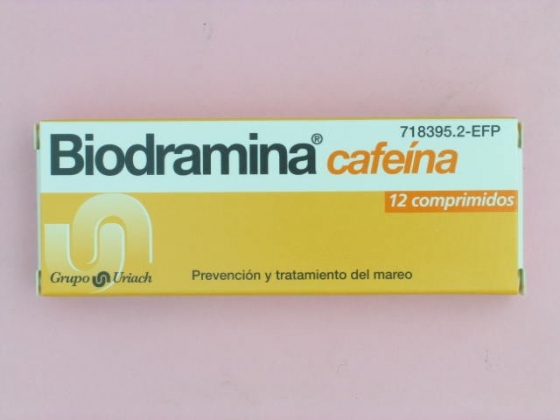 718395.2-EFP
Biodramina® cafeína
12 comprimidos
Grupo Uriach
Prevención y tratamiento del mareo